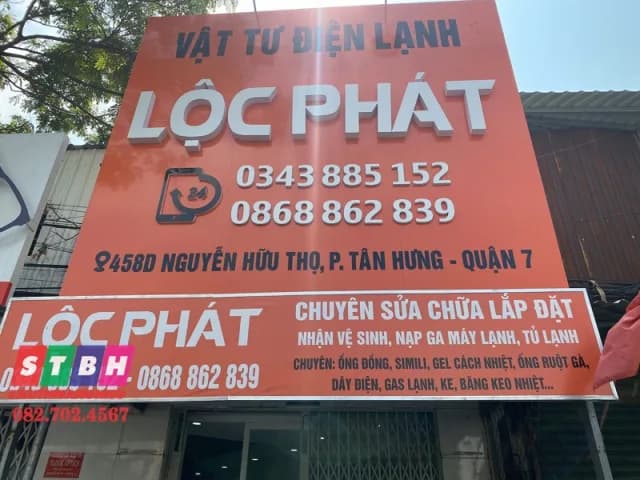 VẬT TƯ ĐIỆN LẠNH
LỘC PHÁT
24
0343 885 152
0868 862 839
458D NGUYỄN HỮU THỌ, P. TÂN HƯNG - QUẬN 7
LỘC PHÁT
0868 862 839
CHUYÊN SỬA CHỮA LẮP ĐẶT
NHẬN VỆ SINH, NẠP GA MÁY LẠNH, TỦ LẠNH
CHUYÊN: ỐNG ĐỒNG, SIMILI, GEL CÁCH NHIỆT, ỐNG RUỘT GÀ,
DÂY ĐIỆN, GAS LẠNH, KE, BĂNG KEO NHIỆT...
STBH
082.702.4567